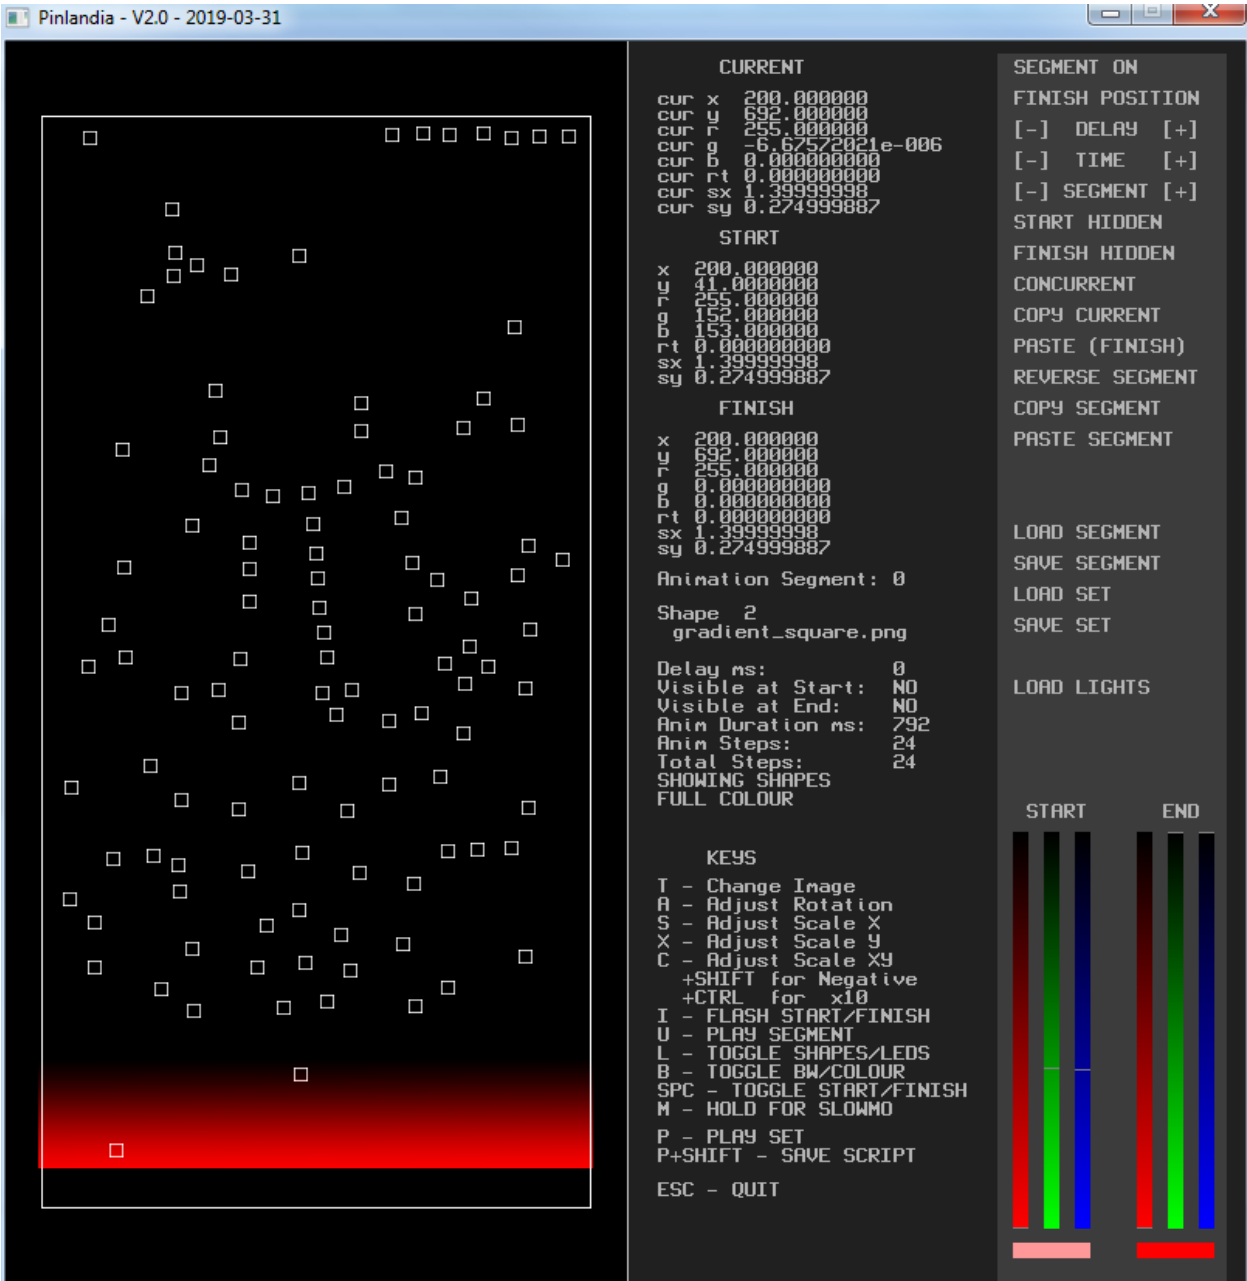 Pinlandia - V2.0 - 2019-03-31
CURRENT
cur x 200.000000
cur y 692.000000
cur r 255.000000
cur g -6.67572021e-006
cur b 0.000000000
cur rt 0.000000000
cur sx 1.39999998
cur sy 0.274999887
START
x 200.000000
y 41.0000000
r 255.000000
g 152.000000
b 153.000000
rt 0.000000000
sx 1.39999998
sy 0.274999887
FINISH
x 200.000000
y 692.000000
r 255.000000
g 0.000000000
b 0.000000000
rt 0.000000000
sx 1.39999998
sy 0.274999887
Animation Segment: 0
Shape 2
gradient_square.png
Delay ms: 0
Visible at Start: NO
Visible at End: NO
Anim Duration ms: 792
Anim Steps: 24
Total Steps: 24
SHOWING SHAPES
FULL COLOUR
KEYS
T - Change Image
A - Adjust Rotation
S - Adjust Scale X
X - Adjust Scale Y
C - Adjust Scale XY
+SHIFT for Negative
+CTRL for x10
I - FLASH START/FINISH
U - PLAY SEGMENT
L - TOGGLE SHAPES/LEDS
B - TOGGLE BW/COLOUR
SPC - TOGGLE START/FINISH
M - HOLD FOR SLOWMO
P - PLAY SET
P+SHIFT - SAVE SCRIPT
ESC - QUIT
SEGMENT ON
FINISH POSITION
[-] DELAY [+]
[-] TIME [+]
[-] SEGMENT [+]
START HIDDEN
FINISH HIDDEN
CONCURRENT
COPY CURRENT
PASTE (FINISH)
REVERSE SEGMENT
COPY SEGMENT
PASTE SEGMENT
LOAD SEGMENT
SAVE SEGMENT
LOAD SET
SAVE SET
LOAD LIGHTS
START END